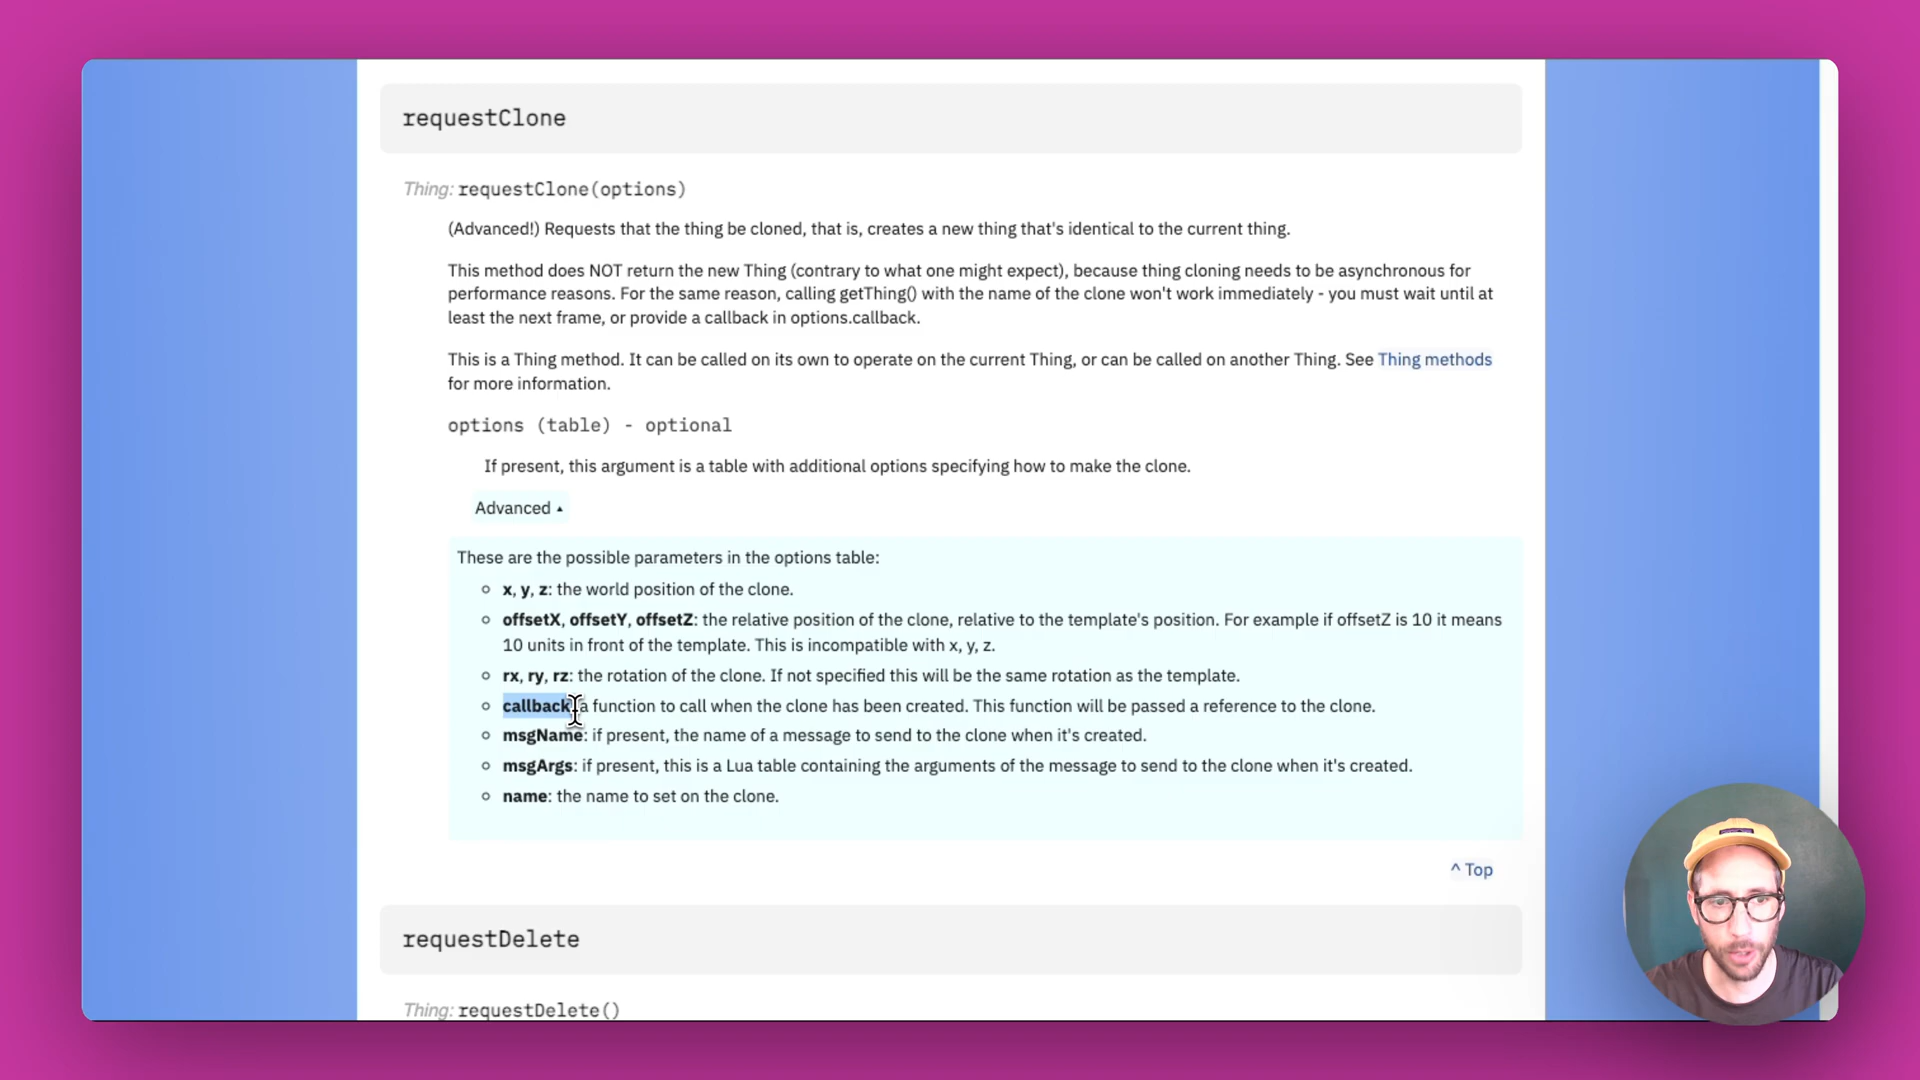 requestClone
Thing: requestClone(options)
(Advanced!) Requests that the thing be cloned, that is, creates a new thing that's identical to the current thing.
This method does NOT return the new Thing (contrary to what one might expect), because thing cloning needs to be asynchronous for
performance reasons. For the same reason, calling getThing() with the name of the clone won't work immediately - you must wait until at
least the next frame, or provide a callback in options.callback.
This is a Thing method. It can be called on its own to operate on the current Thing, or can be called on another Thing. See Thing methods
for more information.
options (table) - optional
If present, this argument is a table with additional options specifying how to make the clone.
Advanced ▴
These are the possible parameters in the options table:
x, y, z: the world position of the clone.
offsetX, offsetY, offsetZ: the relative position of the clone, relative to the template's position. For example if offsetZ is 10 it means
10 units in front of the template. This is incompatible with x, y, z.
rx, ry, rz: the rotation of the clone. If not specified this will be the same rotation as the template.
callback a function to call when the clone has been created. This function will be passed a reference to the clone.
msgName: if present, the name of a message to send to the clone when it's created.
msgArgs: if present, this is a Lua table containing the arguments of the message to send to the clone when it's created.
name: the name to set on the clone.
^ Top
requestDelete
Thing: requestDelete()